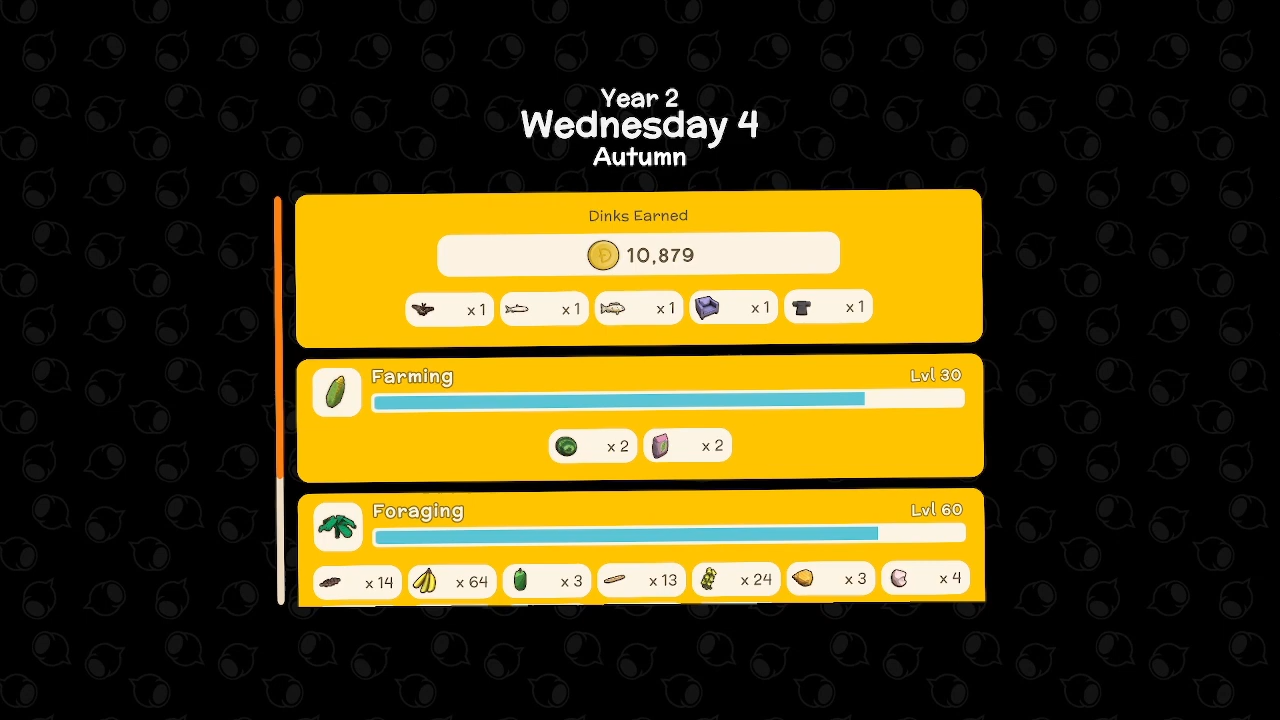 Year 2
Wednesday 4
Autumn
Dinks Earned
10,879
x 1 x 1 x 1 x 1 x 1
Farming Lvl 30
x 2 x 2
Foraging Lvl 60
x 14 x 64 x 3 x 13 x 24 x 3 x 4